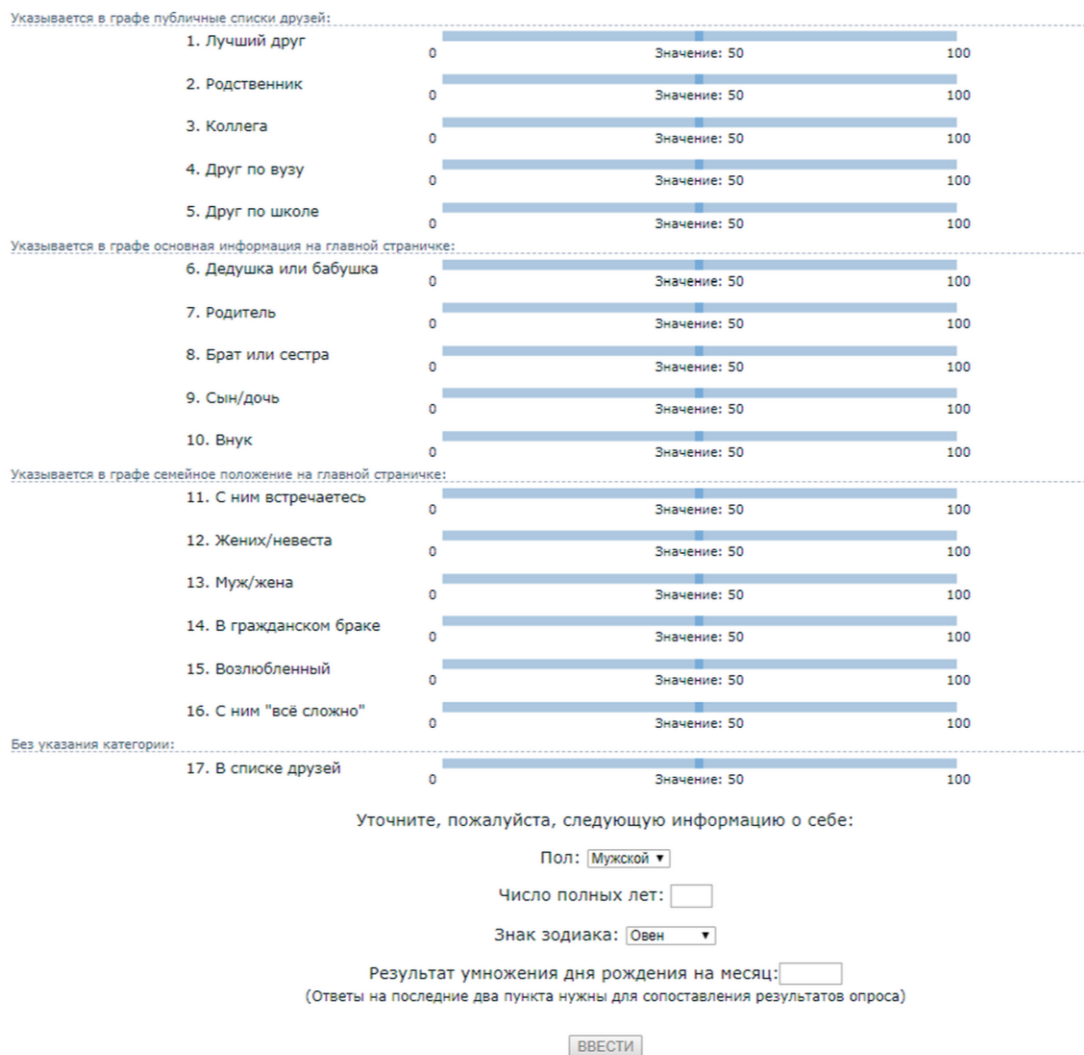 Указывается в графе публичные списки друзей:
1. Лучший друг
0 Значение: 50 100
2. Родственник
0 Значение: 50 100
3. Коллега
0 Значение: 50 100
4. Друг по вузу
0 Значение: 50 100
5. Друг по школе
0 Значение: 50 100
Указывается в графе основная информация на главной страничке:
6. Дедушка или бабушка
0 Значение: 50 100
7. Родитель
0 Значение: 50 100
8. Брат или сестра
0 Значение: 50 100
9. Сын/дочь
0 Значение: 50 100
10. Внук
0 Значение: 50 100
Указывается в графе семейное положение на главной страничке:
11. С ним встречаетесь
0 Значение: 50 100
12. Жених/невеста
0 Значение: 50 100
13. Муж/жена
0 Значение: 50 100
14. В гражданском браке
0 Значение: 50 100
15. Возлюбленный
0 Значение: 50 100
16. С ним "всё сложно"
0 Значение: 50 100
Без указания категории:
17. В списке друзей
0 Значение: 50 100
Уточните, пожалуйста, следующую информацию о себе:
Пол: Мужской
Число полных лет:
Знак зодиака: Овен
Результат умножения дня рождения на месяц:
(Ответы на последние два пункта нужны для сопоставления результатов опроса)
ВВЕСТИ